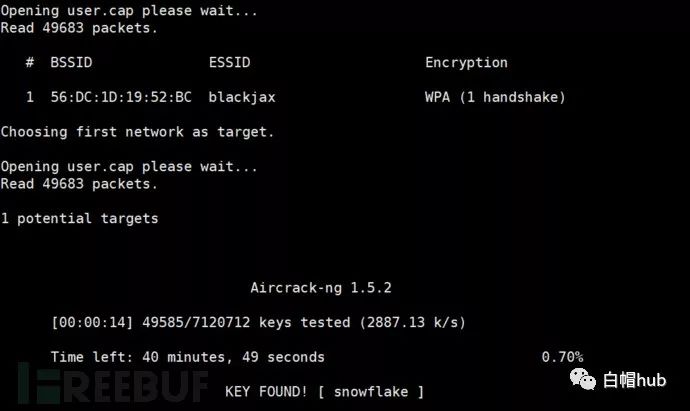 Opening user.cap please wait...
Read 49683 packets.
# BSSID ESSID Encryption
1 56:DC:1D:19:52:BC blackjax WPA (1 handshake)
Choosing first network as target.
Opening user.cap please wait...
Read 49683 packets.
1 potential targets
Aircrack-ng 1.5.2
[00:00:14] 49585/7120712 keys tested (2887.13 k/s)
Time left: 40 minutes, 49 seconds 0.70%
KEY FOUND! [ snowflake ]
FREEBUF
白帽hub